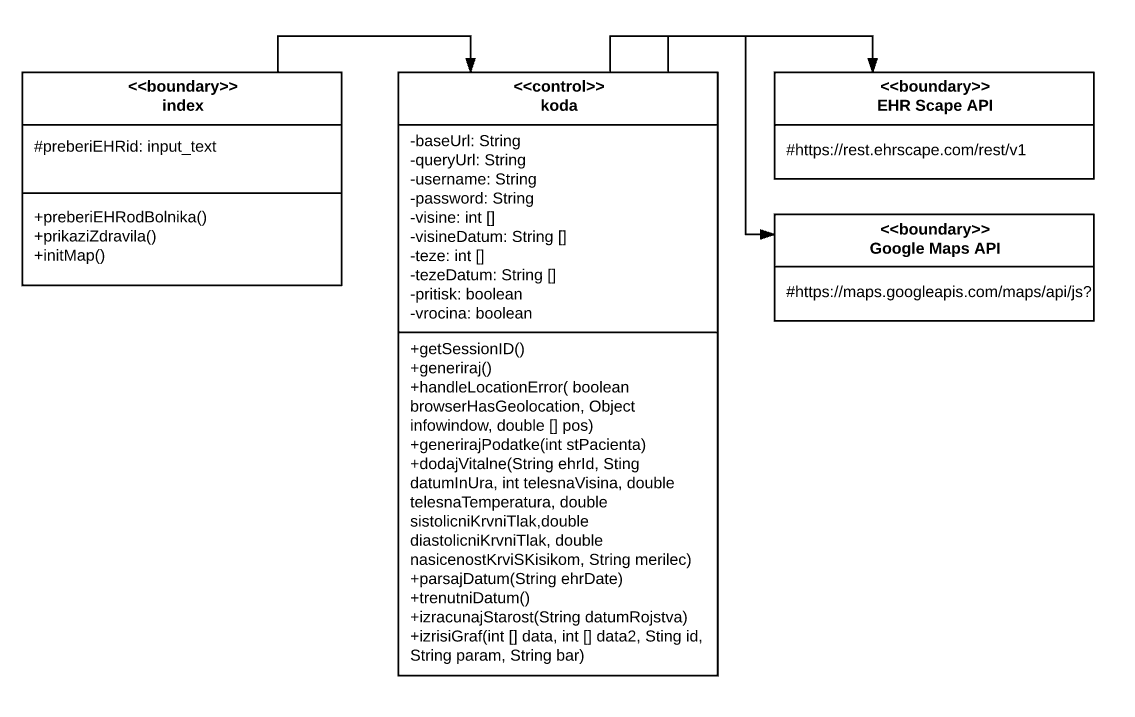 <<boundary>>
index
#preberiEHRid: input_text
+preberiEHRodBolnika()
+prikaziZdravila()
+initMap()
<<control>>
koda
-baseUrl: String
-queryUrl: String
-username: String
-password: String
-visine: int []
-visineDatum: String []
-teze: int []
-tezeDatum: String []
-pritisk: boolean
-vrocina: boolean
+getSessionID()
+generiraj()
+handleLocationError( boolean
browserHasGeolocation, Object
infowindow, double [] pos)
+generirajPodatke(int stPacienta)
+dodajVitalne(String ehrId, Sting
datumInUra, int telesnaVisina, double
telesnaTemperatura, double
sistolicniKrvniTlak,double
diastolicniKrvniTlak, double
nasicenostKrviSKisikom, String merilec)
+parsajDatum(String ehrDate)
+trenutniDatum()
+izracunajStarost(String datumRojstva)
+izrisiGraf(int [] data, int [] data2, Sting id,
String param, String bar)
<<boundary>>
EHR Scape API
#https://rest.ehrscape.com/rest/v1
<<boundary>>
Google Maps API
#https://maps.googleapis.com/maps/api/js?